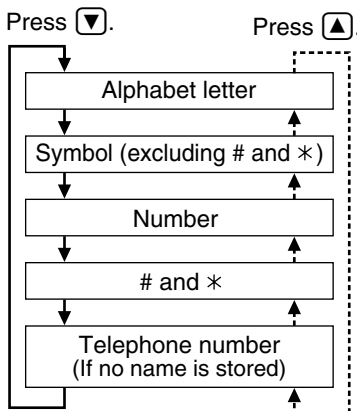 Press [▼].
Press [▲].
Alphabet letter
Symbol (excluding # and ✳)
Number
# and ✳
Telephone number
(If no name is stored)